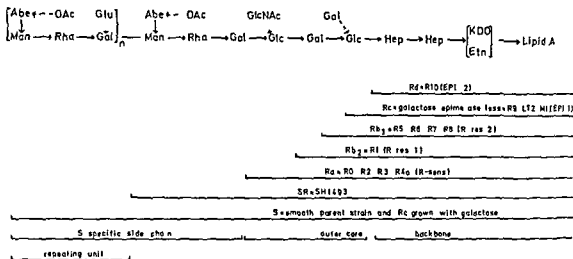 Abe ← -OAc Glu Abe ← - OAc GlcNAc Gal
Man → Rha → Gal n → Man → Rha → Gal → Glc → Gal → Glc → Hep → Hep → KDO Etn → Lipid A
Rd=R10(EPI 2)
Rc=galactose epimerase less=R9 LT2 M1(EPI 1)
Rb3=R5 R6 R7 R8 (R res 2)
Rb2=R1 (R res 1)
Ra=R0 R2 R3 R4a (R-sens)
SR=SH1693
S=smooth parent strain and Rc grown with galactose
S specific side chain outer core backbone
repeating unit